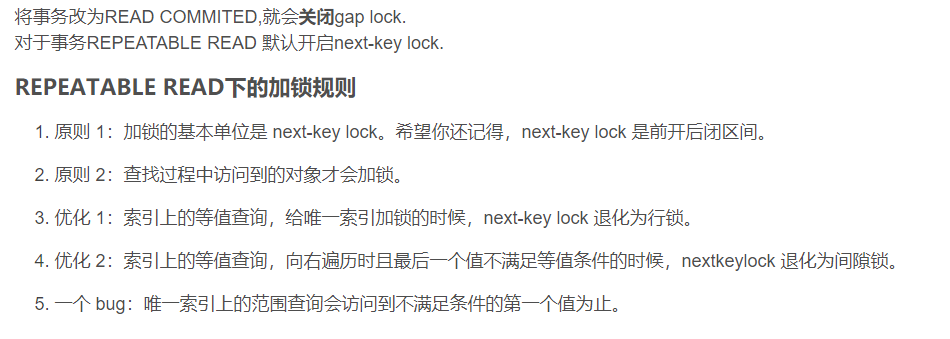 将事务改为READ COMMITED,就会关闭gap lock.
对于事务REPEATABLE READ 默认开启next-key lock.
REPEATABLE READ下的加锁规则
1. 原则 1：加锁的基本单位是 next-key lock。希望你还记得，next-key lock 是前开后闭区间。
2. 原则 2：查找过程中访问到的对象才会加锁。
3. 优化 1：索引上的等值查询，给唯一索引加锁的时候，next-key lock 退化为行锁。
4. 优化 2：索引上的等值查询，向右遍历时且最后一个值不满足等值条件的时候，nextkeylock 退化为间隙锁。
5. 一个 bug：唯一索引上的范围查询会访问到不满足条件的第一个值为止。